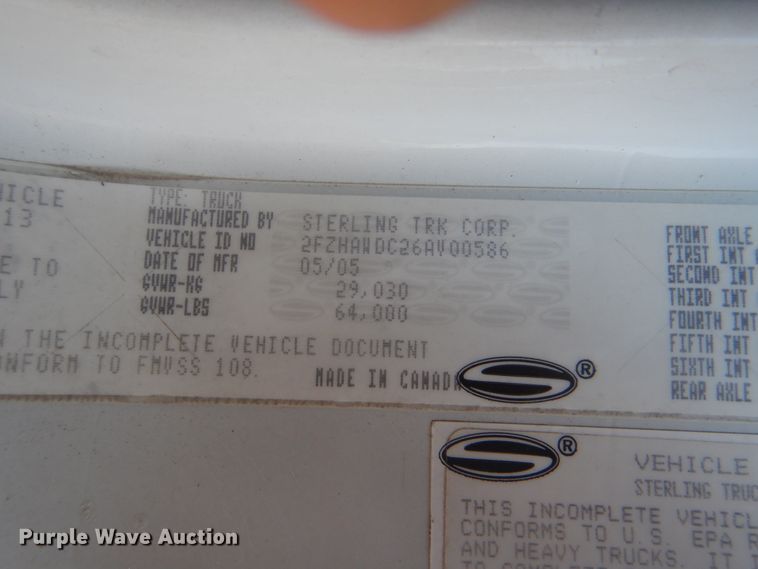 TYPE: TRUCK
MANUFACTURED BY STERLING TRK CORP.
13
VEHICLE ID NO 2FZHAWDC26AV00586
DATE OF MFR 05/05
E TO
GVWR-KG 29,030
LY
GVWR-LBS 64,000
THE INCOMPLETE VEHICLE DOCUMENT
TO FMVSS 108.
MADE IN CANADA
®
FRONT AXLE
FIRST INT
SECOND INT
THIRD INT
FOURTH INT
FIFTH INT
SIXTH INT
REAR AXLE
®
VEHICLE
STERLING TRUC
THIS INCOMPLETE VEHICL
CONFORMS TO U.S. EPA R
AND HEAVY TRUCKS. IT
Purple Wave Auction